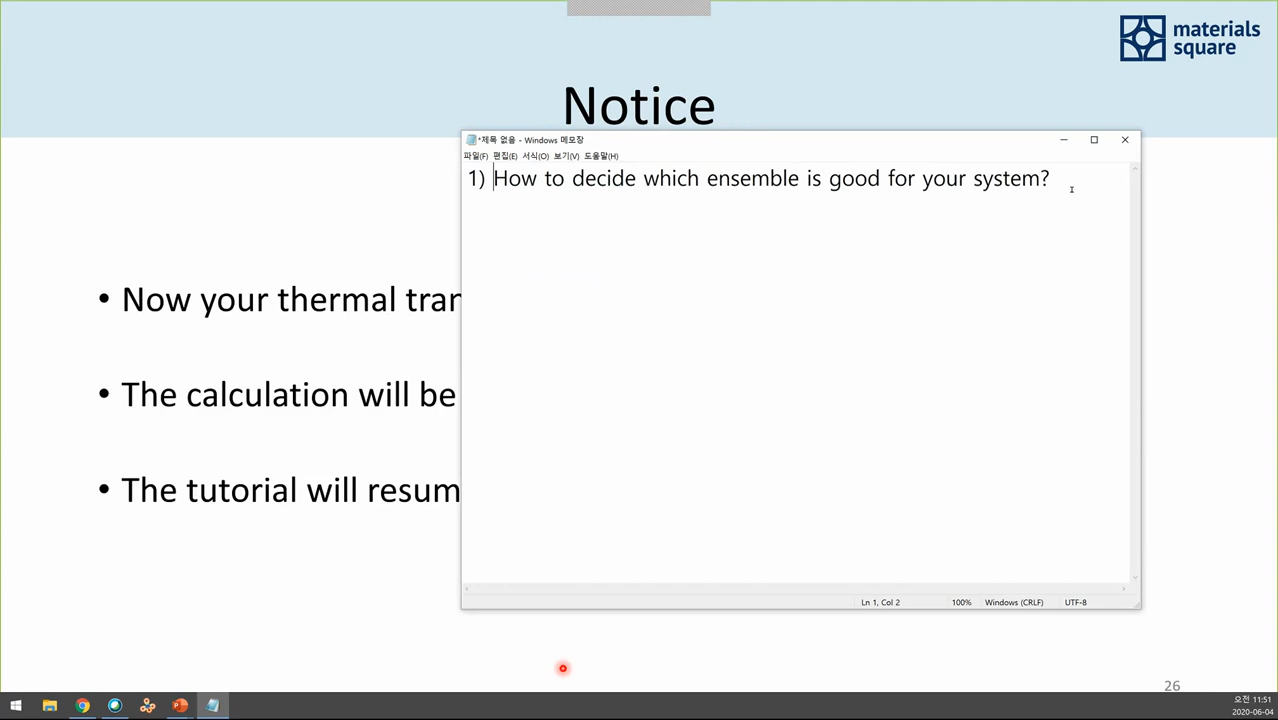 materials
square
Notice
*제목 없음 - Windows 메모장
파일(F) 편집(E) 서식(O) 보기(V) 도움말(H)
1) How to decide which ensemble is good for your system?
• Now your thermal tran
• The calculation will be
• The tutorial will resum
Ln 1, Col 2 100% Windows (CRLF) UTF-8
26
오전 11:51
2020-06-04